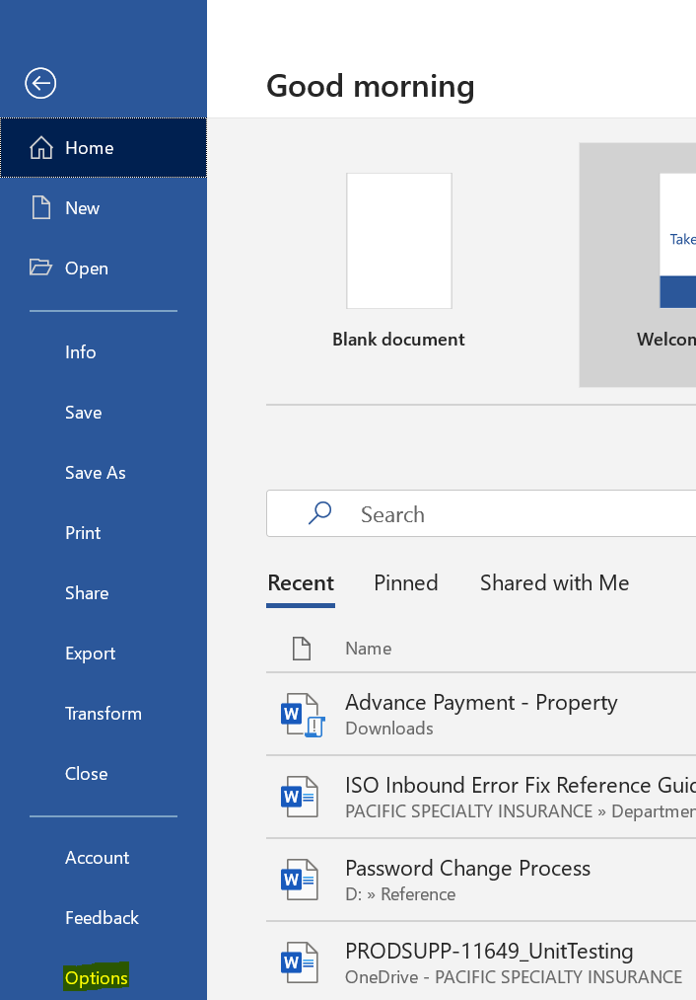 Good morning
Home
New
Open
Info
Save
Save As
Print
Share
Export
Transform
Close
Account
Feedback
Options
Take
Blank document
Welcom
Search
Recent Pinned Shared with Me
Name
W
Advance Payment - Property
Downloads
W
ISO Inbound Error Fix Reference Guid
PACIFIC SPECIALTY INSURANCE » Departmen
W
Password Change Process
D: » Reference
W
PRODSUPP-11649_UnitTesting
OneDrive - PACIFIC SPECIALTY INSURANCE